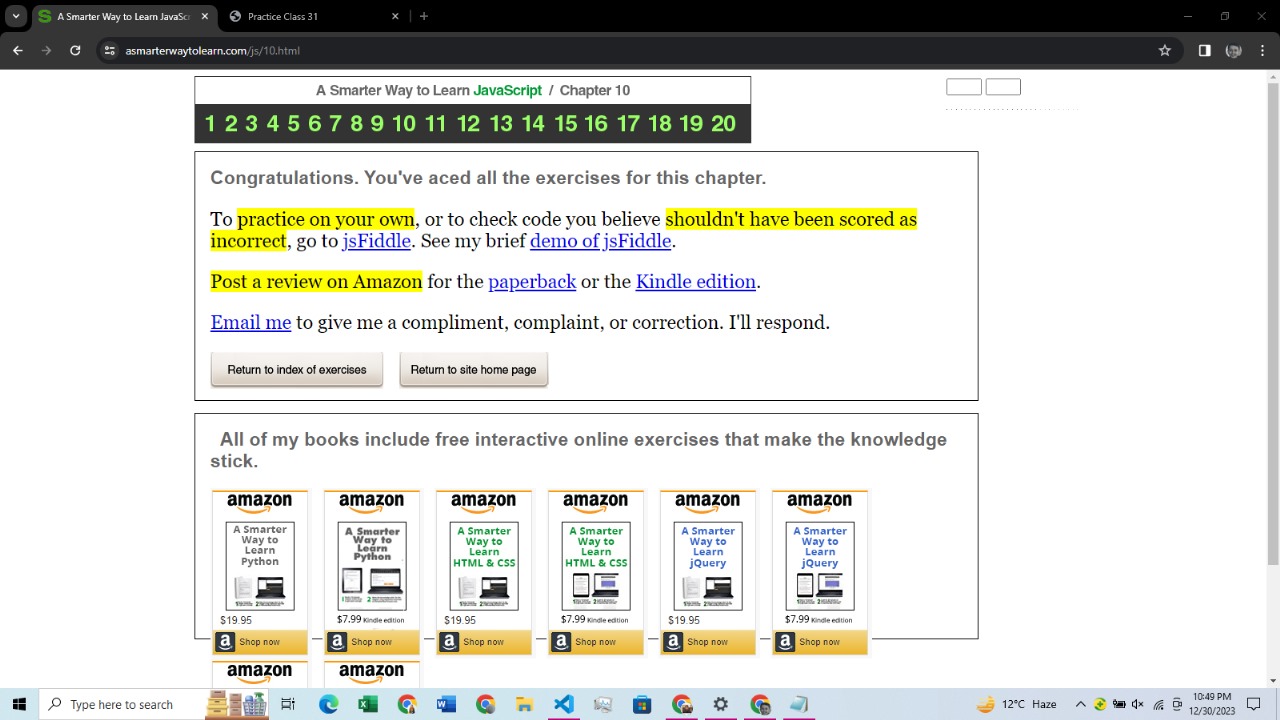 A Smarter Way to Learn JavaSc
Practice Class 31
asmarterwaytolearn.com/js/10.html
A Smarter Way to Learn JavaScript / Chapter 10
1 2 3 4 5 6 7 8 9 10 11 12 13 14 15 16 17 18 19 20
Congratulations. You've aced all the exercises for this chapter.
To practice on your own, or to check code you believe shouldn't have been scored as
incorrect, go to jsFiddle. See my brief demo of jsFiddle.
Post a review on Amazon for the paperback or the Kindle edition.
Email me to give me a compliment, complaint, or correction. I'll respond.
Return to index of exercises Return to site home page
All of my books include free interactive online exercises that make the knowledge
stick.
amazon amazon amazon amazon amazon amazon
A Smarter A Smarter A Smarter A Smarter A Smarter A Smarter
Way to Way to Way to Way to Way to Way to
Learn Learn Learn Learn Learn Learn
Python Python HTML & CSS HTML & CSS jQuery jQuery
$19.95 $7.99 Kindle edition $19.95 $7.99 Kindle edition $19.95 $7.99 Kindle edition
Shop now Shop now Shop now Shop now Shop now Shop now
amazon amazon
Type here to search
12°C Haze
10:49 PM
12/30/2023